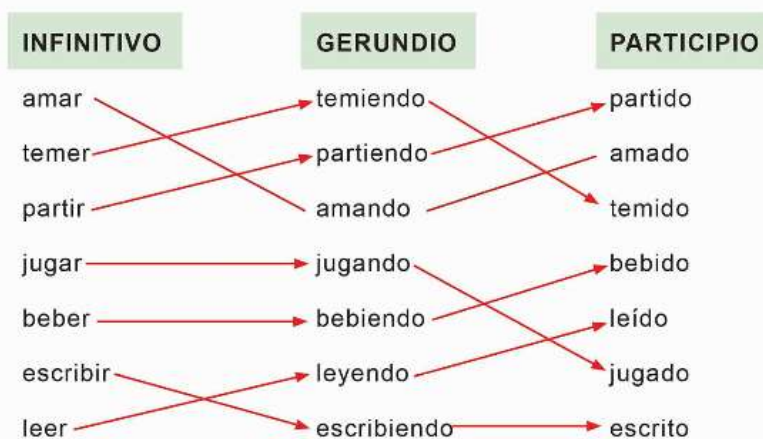 INFINITIVO GERUNDIO PARTICIPIO
amar temiendo partido
temer partiendo amado
partir amando temido
jugar jugando bebido
beber bebiendo leído
escribir leyendo jugado
leer escribiendo escrito